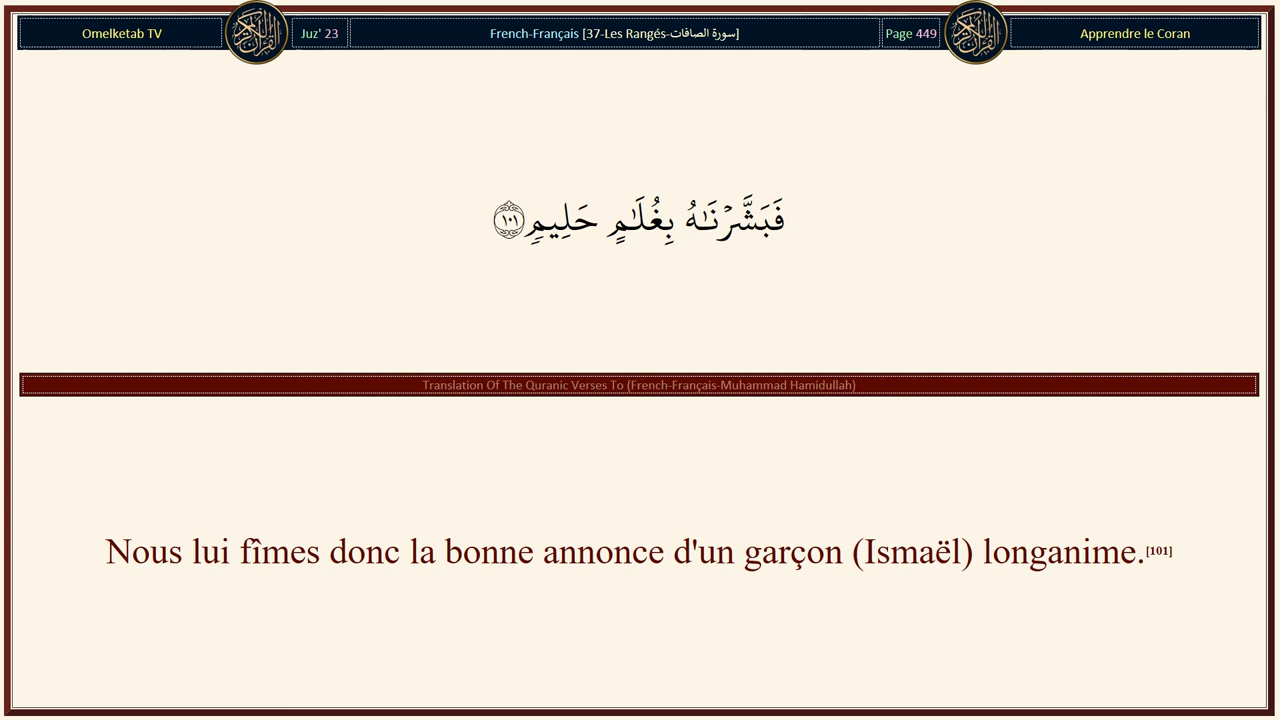 Omelketab TV
Juz' 23
French-Français [37-Les Rangés-سورة الصافات]
Page 449
Apprendre le Coran
فَبَشَّرۡنَٰهُ بِغُلَٰمٍ حَلِيمٖ ١٠١
Translation Of The Quranic Verses To (French-Français-Muhammad Hamidullah)
Nous lui fîmes donc la bonne annonce d'un garçon (Ismaël) longanime.[101]